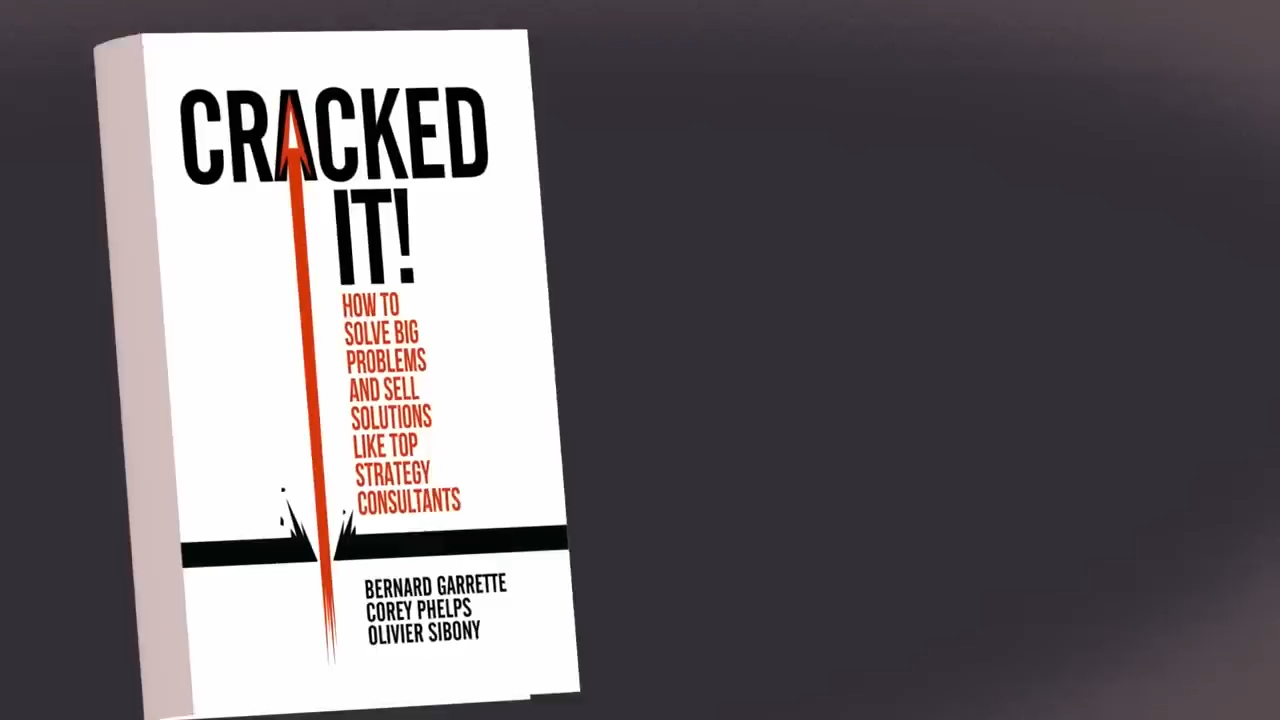 CRACKED
IT!
HOW TO
SOLVE BIG
PROBLEMS
AND SELL
SOLUTIONS
LIKE TOP
STRATEGY
CONSULTANTS
BERNARD GARRETTE
COREY PHELPS
OLIVIER SIBONY